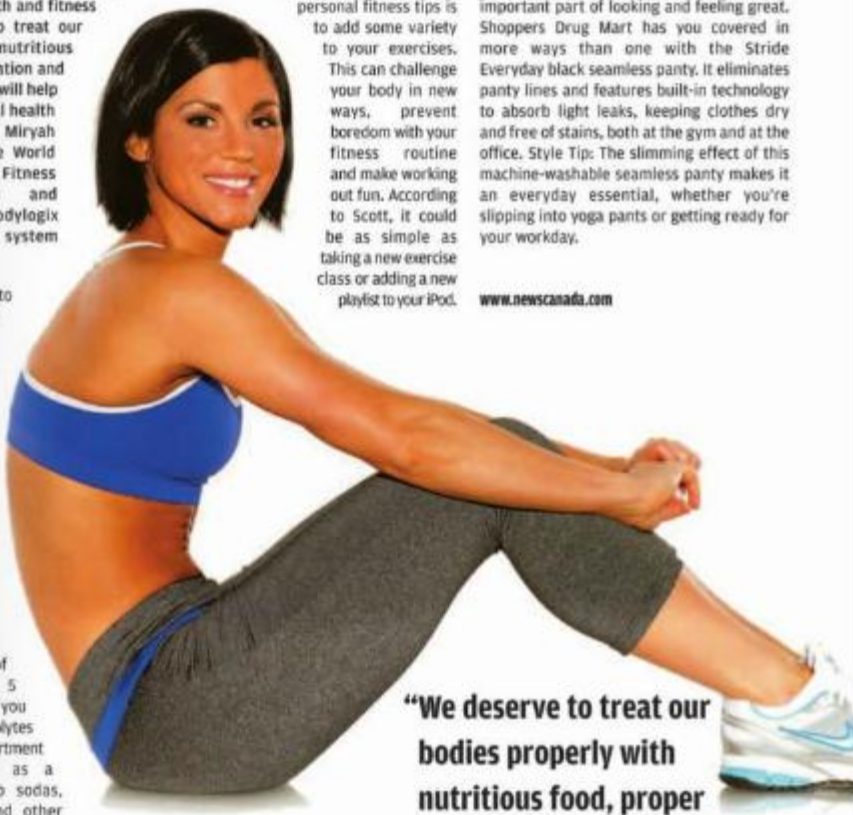 h and fitness
treat our
nutritious
tion and
will help
l health
Miryah
World
Fitness
and
odylogix
system
to
f
5
you
lytes
rtment
as a
sodas,
nd other
personal fitness tips is
to add some variety
to your exercises.
This can challenge
your body in new
ways, prevent
boredom with your
fitness routine
and make working
out fun. According
to Scott, it could
be as simple as
taking a new exercise
class or adding a new
playlist to your iPod.
important part of looking and feeling great.
Shoppers Drug Mart has you covered in
more ways than one with the Stride
Everyday black seamless panty. It eliminates
panty lines and features built-in technology
to absorb light leaks, keeping clothes dry
and free of stains, both at the gym and at the
office. Style Tip: The slimming effect of this
machine-washable seamless panty makes it
an everyday essential, whether you're
slipping into yoga pants or getting ready for
your workday.
www.newscanada.com
“We deserve to treat our
bodies properly with
nutritious food, proper